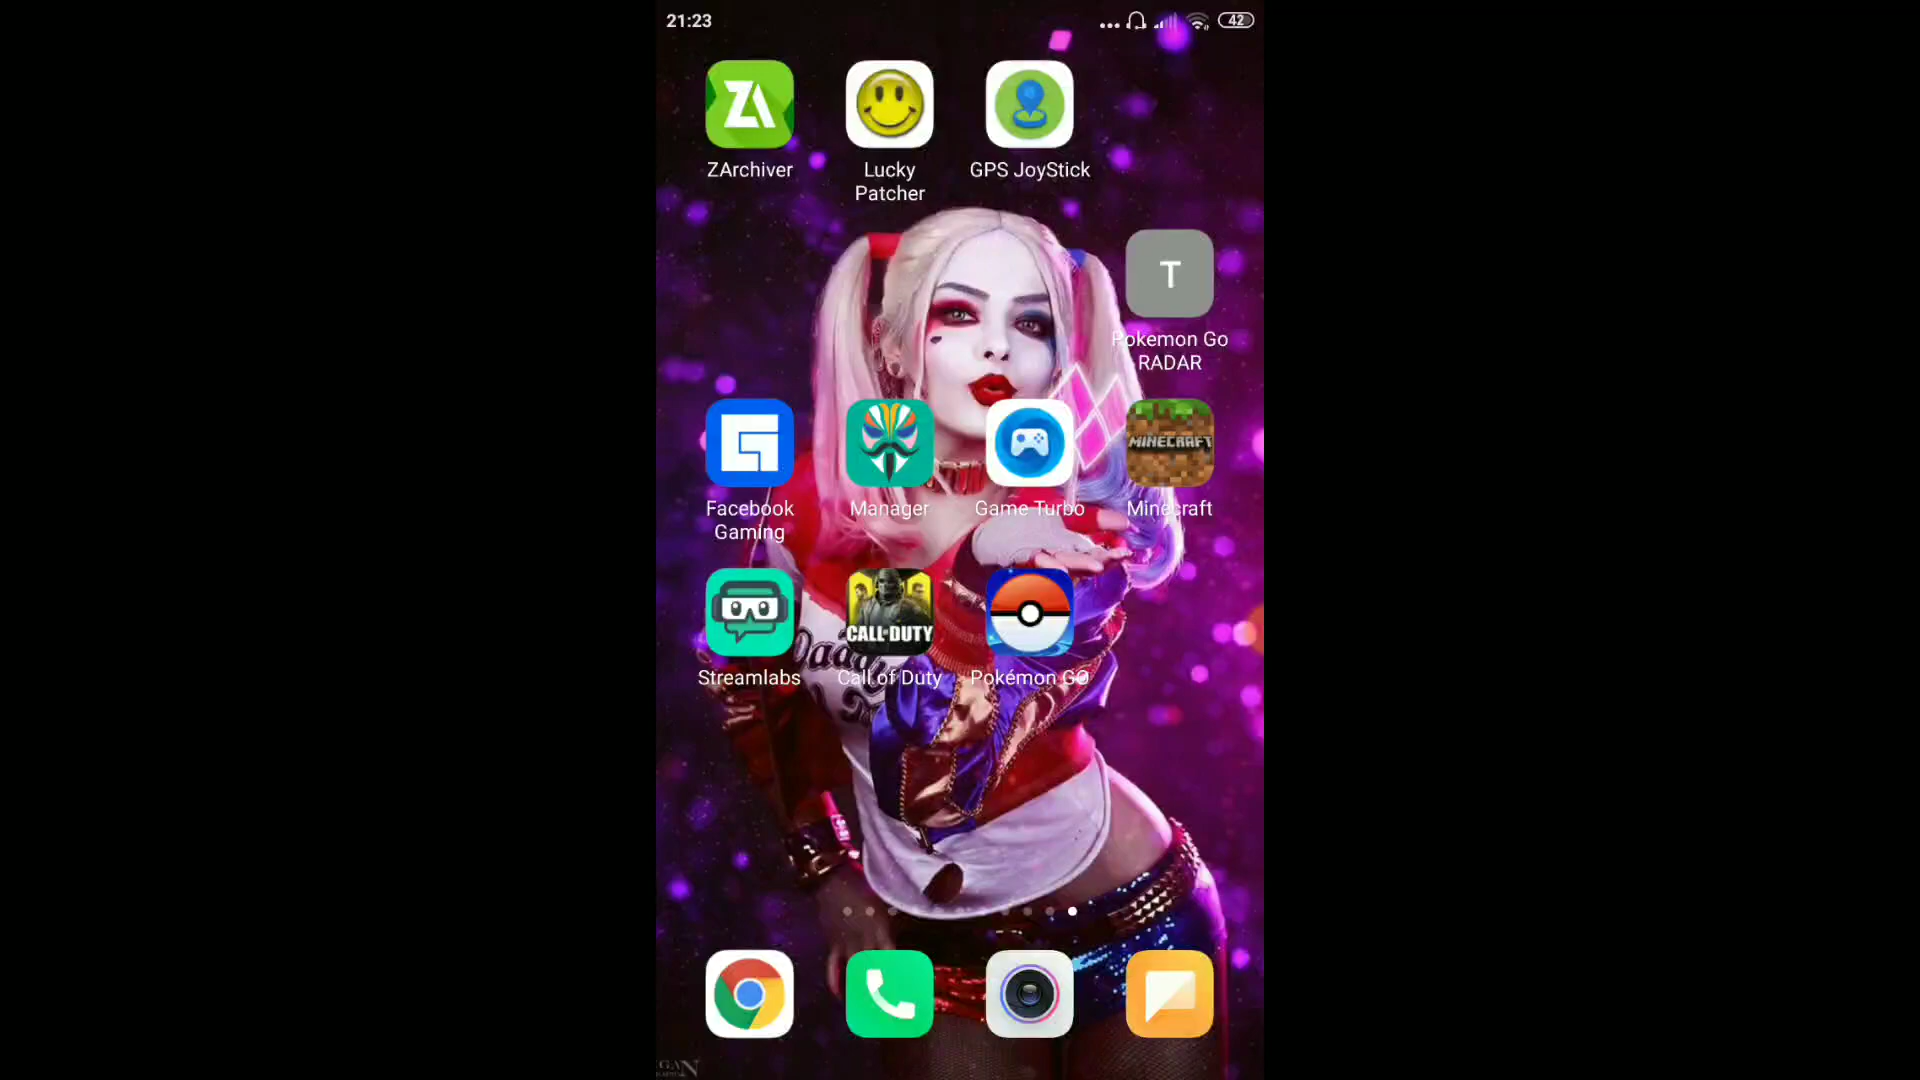 21:23
42
ZArchiver
Lucky
Patcher
GPS JoyStick
T
Pokemon Go
RADAR
MINECRAFT
Facebook
Gaming
Manager
Game Turbo
Minecraft
CALL OF DUTY
Streamlabs
Call of Duty
Pokémon GO